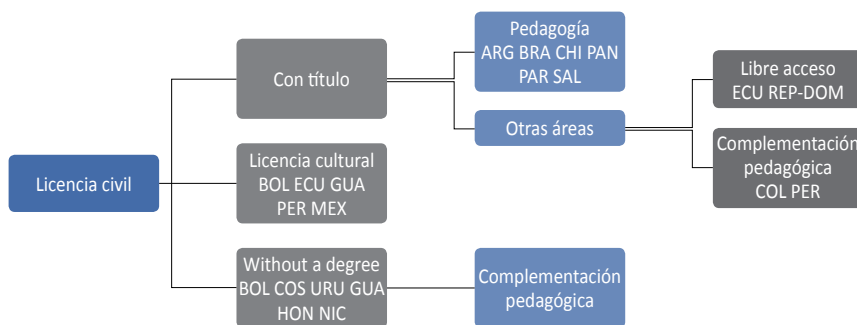 Licencia civil
Con título
Pedagogía
ARG BRA CHI PAN
PAR SAL
Otras áreas
Libre acceso
ECU REP-DOM
Complementación
pedagógica
COL PER
Licencia cultural
BOL ECU GUA
PER MEX
Without a degree
BOL COS URU GUA
HON NIC
Complementación
pedagógica